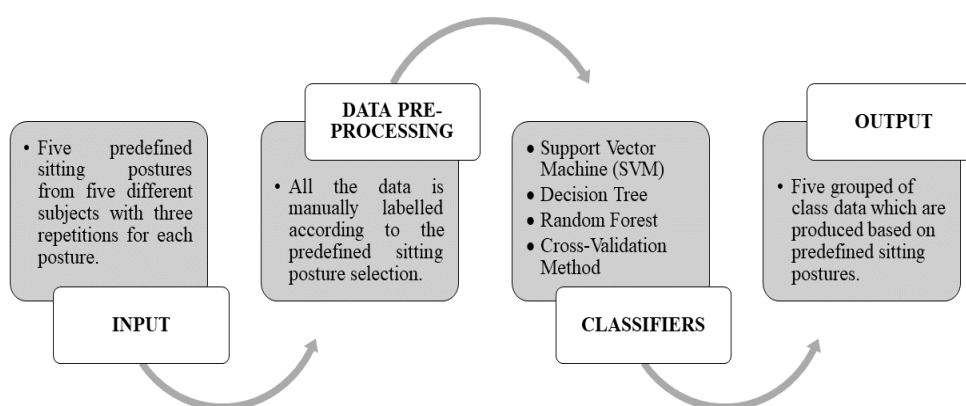 • Five predefined
sitting postures
from five different
subjects with three
repetitions for each
posture.
INPUT
DATA PRE-
PROCESSING
• All the data is
manually labelled
according to the
predefined sitting
posture selection.
• Support Vector
Machine (SVM)
• Decision Tree
• Random Forest
• Cross-Validation
Method
CLASSIFIERS
OUTPUT
• Five grouped of
class data which are
produced based on
predefined sitting
postures.